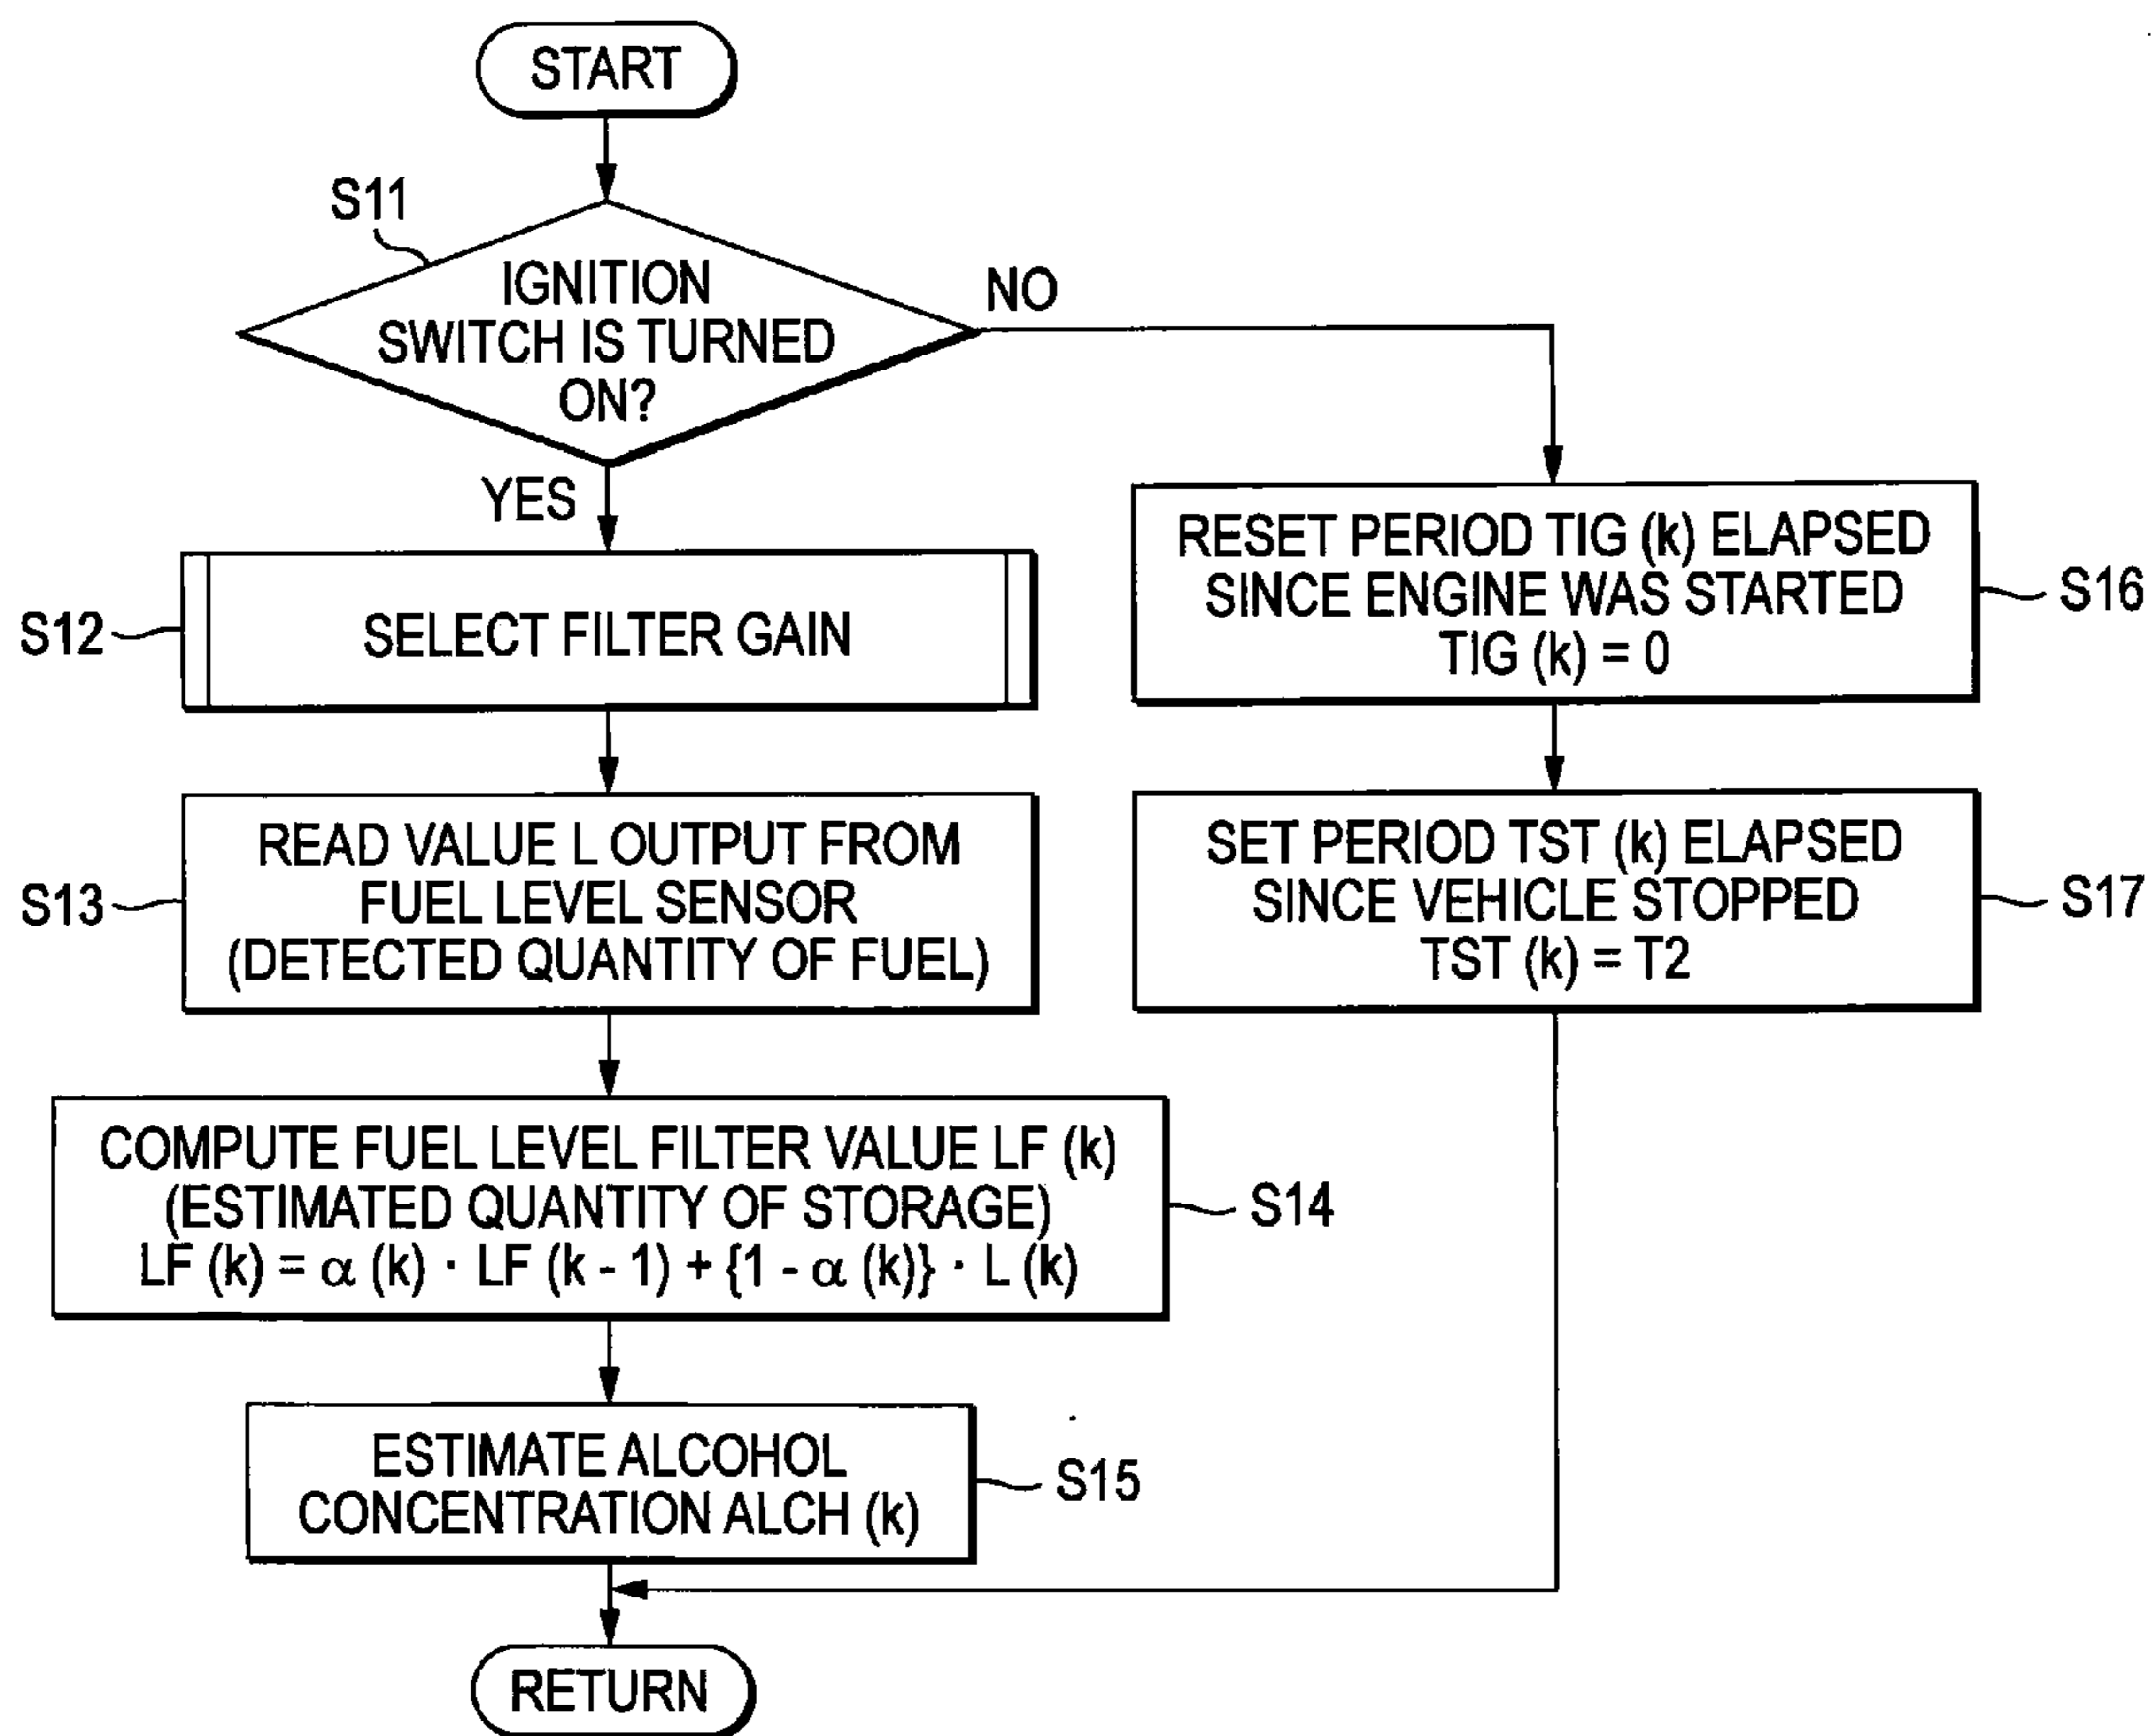 START
S11
IGNITION
SWITCH IS TURNED
ON?
NO
YES
S12
SELECT FILTER GAIN
S13
READ VALUE L OUTPUT FROM
FUEL LEVEL SENSOR
(DETECTED QUANTITY OF FUEL)
COMPUTE FUEL LEVEL FILTER VALUE LF (k)
(ESTIMATED QUANTITY OF STORAGE)
LF (k) = α (k) · LF (k - 1) + {1 - α (k)} · L (k)
S14
ESTIMATE ALCOHOL
CONCENTRATION ALCH (k)
S15
RESET PERIOD TIG (k) ELAPSED
SINCE ENGINE WAS STARTED
TIG (k) = 0
S16
SET PERIOD TST (k) ELAPSED
SINCE VEHICLE STOPPED
TST (k) = T2
S17
RETURN